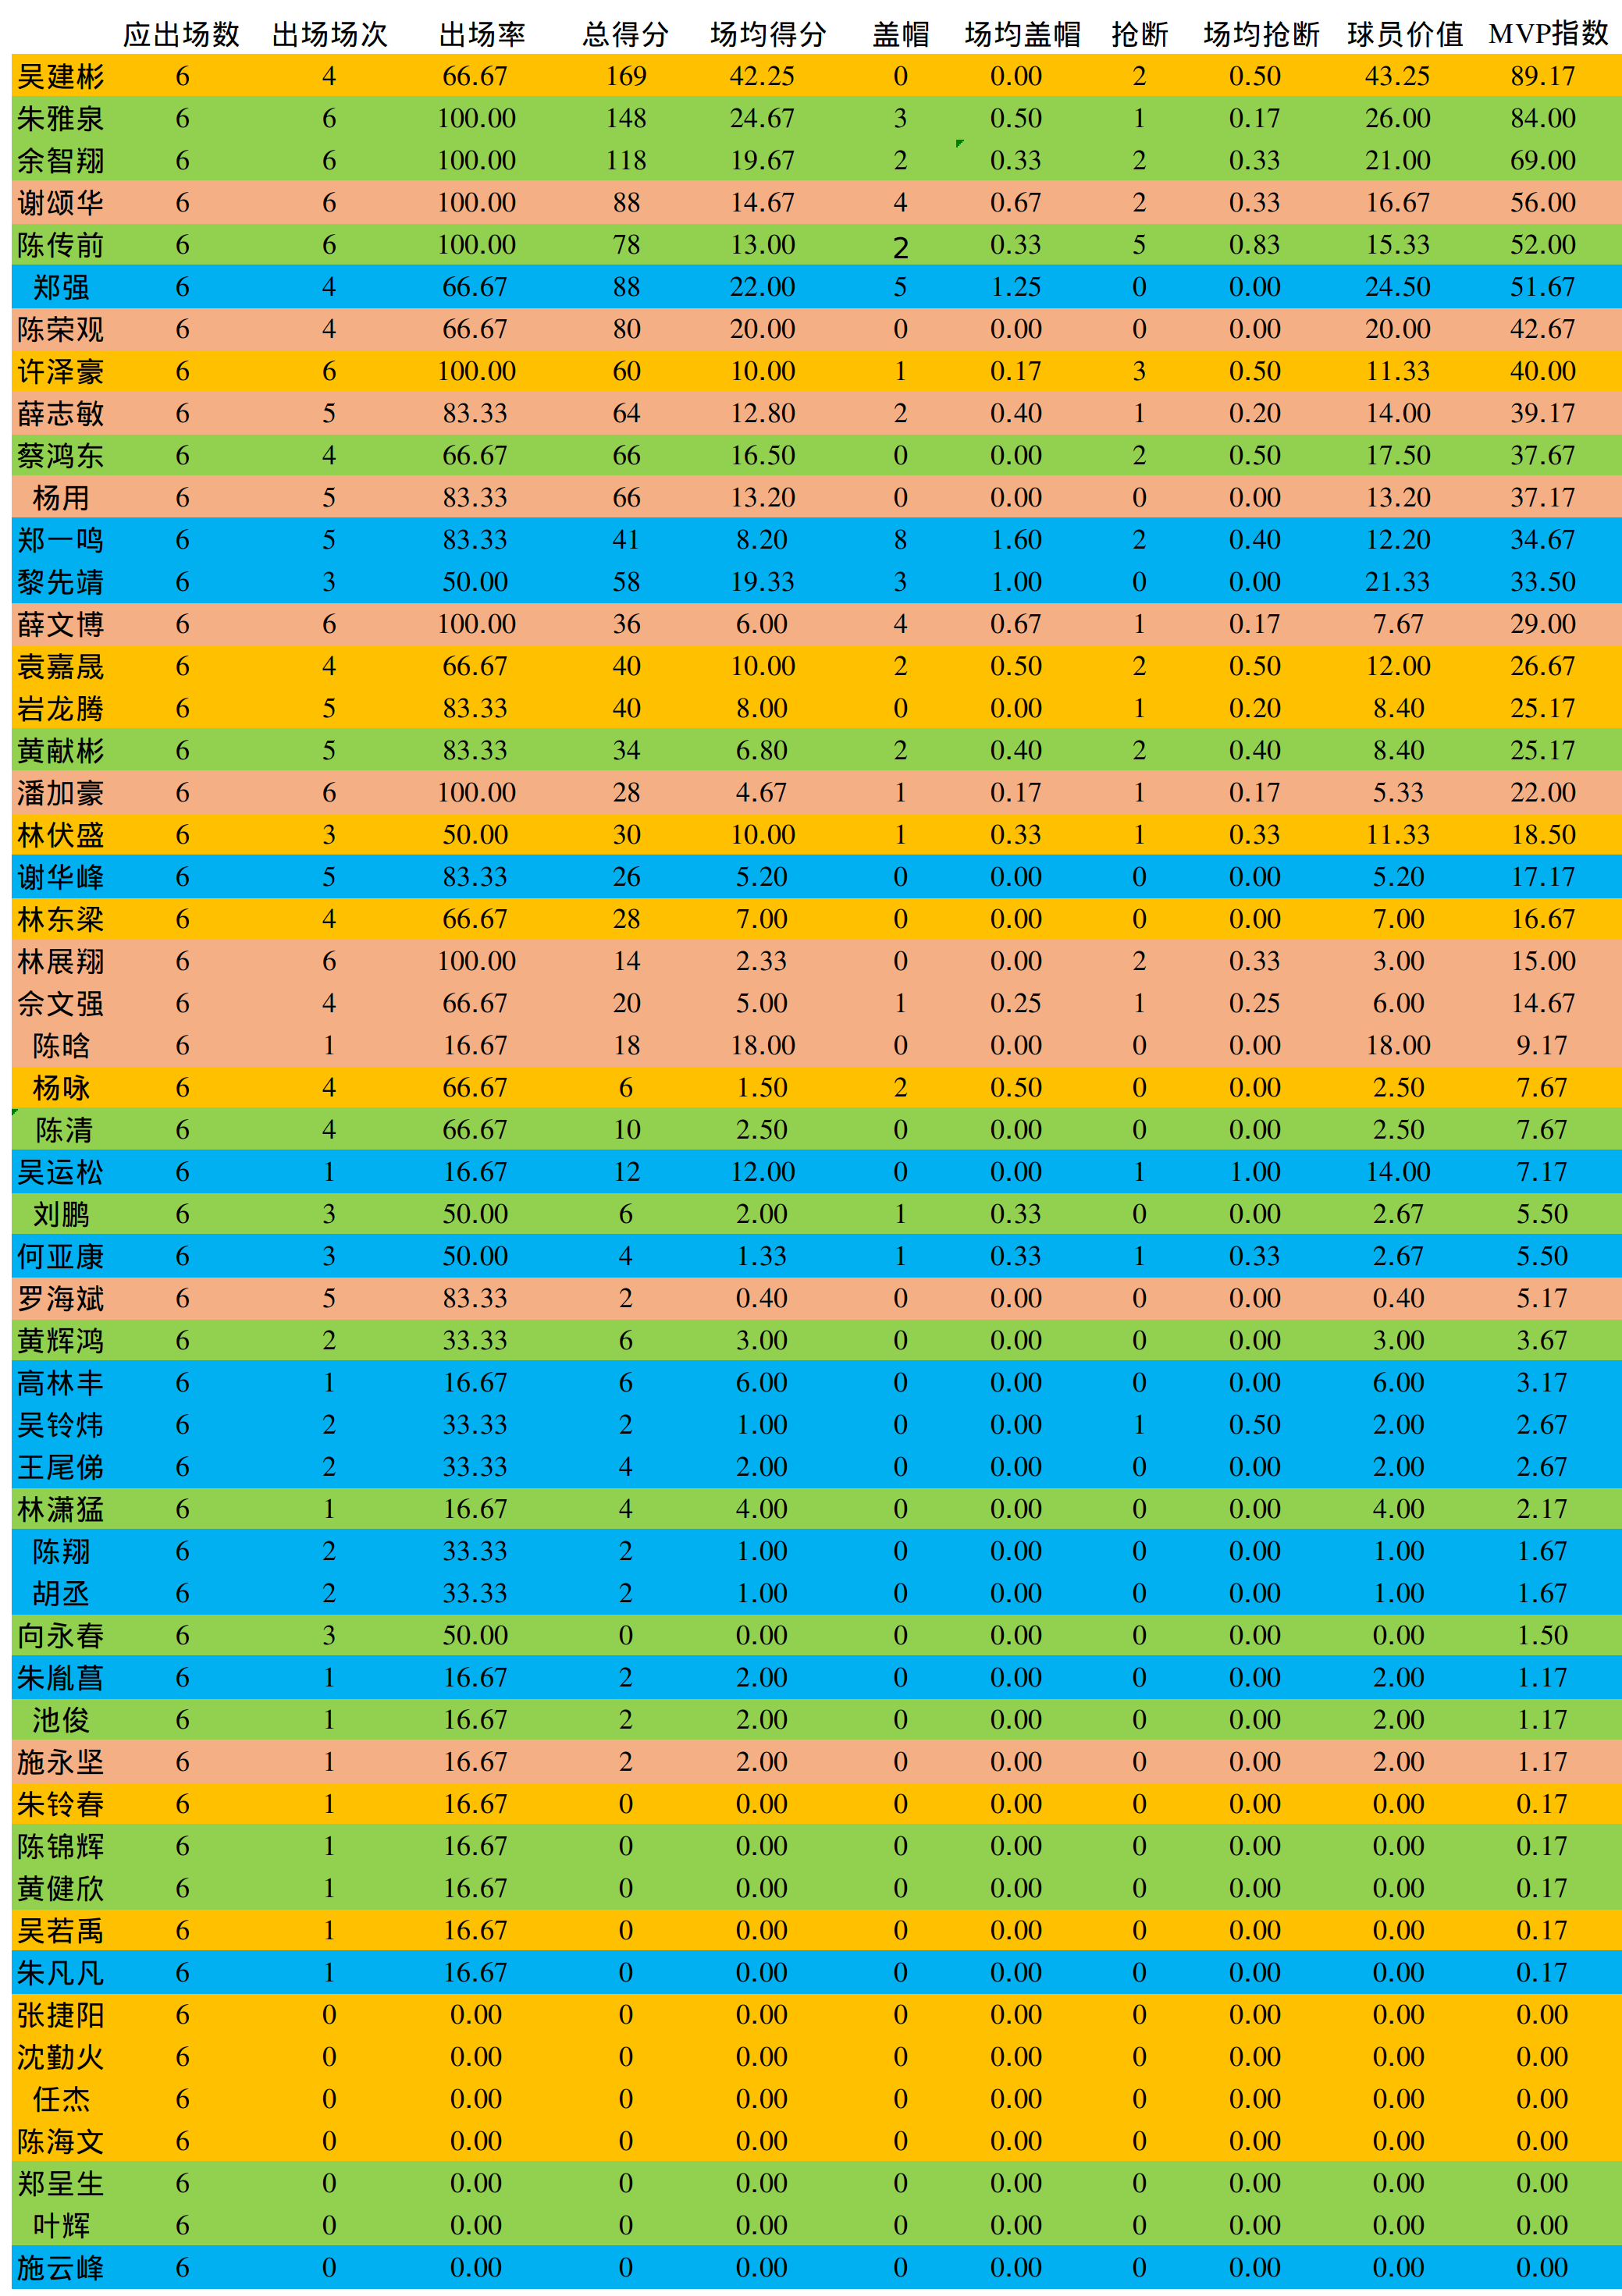 应出场数 出场场次 出场率 总得分 场均得分 盖帽 场均盖帽 抢断 场均抢断 球员价值 MVP指数
吴建彬 6 4 66.67 169 42.25 0 0.00 2 0.50 43.25 89.17
朱雅泉 6 6 100.00 148 24.67 3 0.50 1 0.17 26.00 84.00
余智翔 6 6 100.00 118 19.67 2 0.33 2 0.33 21.00 69.00
谢颂华 6 6 100.00 88 14.67 4 0.67 2 0.33 16.67 56.00
陈传前 6 6 100.00 78 13.00 2 0.33 5 0.83 15.33 52.00
郑强 6 4 66.67 88 22.00 5 1.25 0 0.00 24.50 51.67
陈荣观 6 4 66.67 80 20.00 0 0.00 0 0.00 20.00 42.67
许泽豪 6 6 100.00 60 10.00 1 0.17 3 0.50 11.33 40.00
薛志敏 6 5 83.33 64 12.80 2 0.40 1 0.20 14.00 39.17
蔡鸿东 6 4 66.67 66 16.50 0 0.00 2 0.50 17.50 37.67
杨用 6 5 83.33 66 13.20 0 0.00 0 0.00 13.20 37.17
郑一鸣 6 5 83.33 41 8.20 8 1.60 2 0.40 12.20 34.67
黎先靖 6 3 50.00 58 19.33 3 1.00 0 0.00 21.33 33.50
薛文博 6 6 100.00 36 6.00 4 0.67 1 0.17 7.67 29.00
袁嘉晟 6 4 66.67 40 10.00 2 0.50 2 0.50 12.00 26.67
岩龙腾 6 5 83.33 40 8.00 0 0.00 1 0.20 8.40 25.17
黄献彬 6 5 83.33 34 6.80 2 0.40 2 0.40 8.40 25.17
潘加豪 6 6 100.00 28 4.67 1 0.17 1 0.17 5.33 22.00
林伏盛 6 3 50.00 30 10.00 1 0.33 1 0.33 11.33 18.50
谢华峰 6 5 83.33 26 5.20 0 0.00 0 0.00 5.20 17.17
林东梁 6 4 66.67 28 7.00 0 0.00 0 0.00 7.00 16.67
林展翔 6 6 100.00 14 2.33 0 0.00 2 0.33 3.00 15.00
佘文强 6 4 66.67 20 5.00 1 0.25 1 0.25 6.00 14.67
陈晗 6 1 16.67 18 18.00 0 0.00 0 0.00 18.00 9.17
杨咏 6 4 66.67 6 1.50 2 0.50 0 0.00 2.50 7.67
陈清 6 4 66.67 10 2.50 0 0.00 0 0.00 2.50 7.67
吴运松 6 1 16.67 12 12.00 0 0.00 1 1.00 14.00 7.17
刘鹏 6 3 50.00 6 2.00 1 0.33 0 0.00 2.67 5.50
何亚康 6 3 50.00 4 1.33 1 0.33 1 0.33 2.67 5.50
罗海斌 6 5 83.33 2 0.40 0 0.00 0 0.00 0.40 5.17
黄辉鸿 6 2 33.33 6 3.00 0 0.00 0 0.00 3.00 3.67
高林丰 6 1 16.67 6 6.00 0 0.00 0 0.00 6.00 3.17
吴铃炜 6 2 33.33 2 1.00 0 0.00 1 0.50 2.00 2.67
王尾俤 6 2 33.33 4 2.00 0 0.00 0 0.00 2.00 2.67
林潇猛 6 1 16.67 4 4.00 0 0.00 0 0.00 4.00 2.17
陈翔 6 2 33.33 2 1.00 0 0.00 0 0.00 1.00 1.67
胡丞 6 2 33.33 2 1.00 0 0.00 0 0.00 1.00 1.67
向永春 6 3 50.00 0 0.00 0 0.00 0 0.00 0.00 1.50
朱胤菖 6 1 16.67 2 2.00 0 0.00 0 0.00 2.00 1.17
池俊 6 1 16.67 2 2.00 0 0.00 0 0.00 2.00 1.17
施永坚 6 1 16.67 2 2.00 0 0.00 0 0.00 2.00 1.17
朱铃春 6 1 16.67 0 0.00 0 0.00 0 0.00 0.00 0.17
陈锦辉 6 1 16.67 0 0.00 0 0.00 0 0.00 0.00 0.17
黄健欣 6 1 16.67 0 0.00 0 0.00 0 0.00 0.00 0.17
吴若禹 6 1 16.67 0 0.00 0 0.00 0 0.00 0.00 0.17
朱凡凡 6 1 16.67 0 0.00 0 0.00 0 0.00 0.00 0.17
张捷阳 6 0 0.00 0 0.00 0 0.00 0 0.00 0.00 0.00
沈勤火 6 0 0.00 0 0.00 0 0.00 0 0.00 0.00 0.00
任杰 6 0 0.00 0 0.00 0 0.00 0 0.00 0.00 0.00
陈海文 6 0 0.00 0 0.00 0 0.00 0 0.00 0.00 0.00
郑呈生 6 0 0.00 0 0.00 0 0.00 0 0.00 0.00 0.00
叶辉 6 0 0.00 0 0.00 0 0.00 0 0.00 0.00 0.00
施云峰 6 0 0.00 0 0.00 0 0.00 0 0.00 0.00 0.00